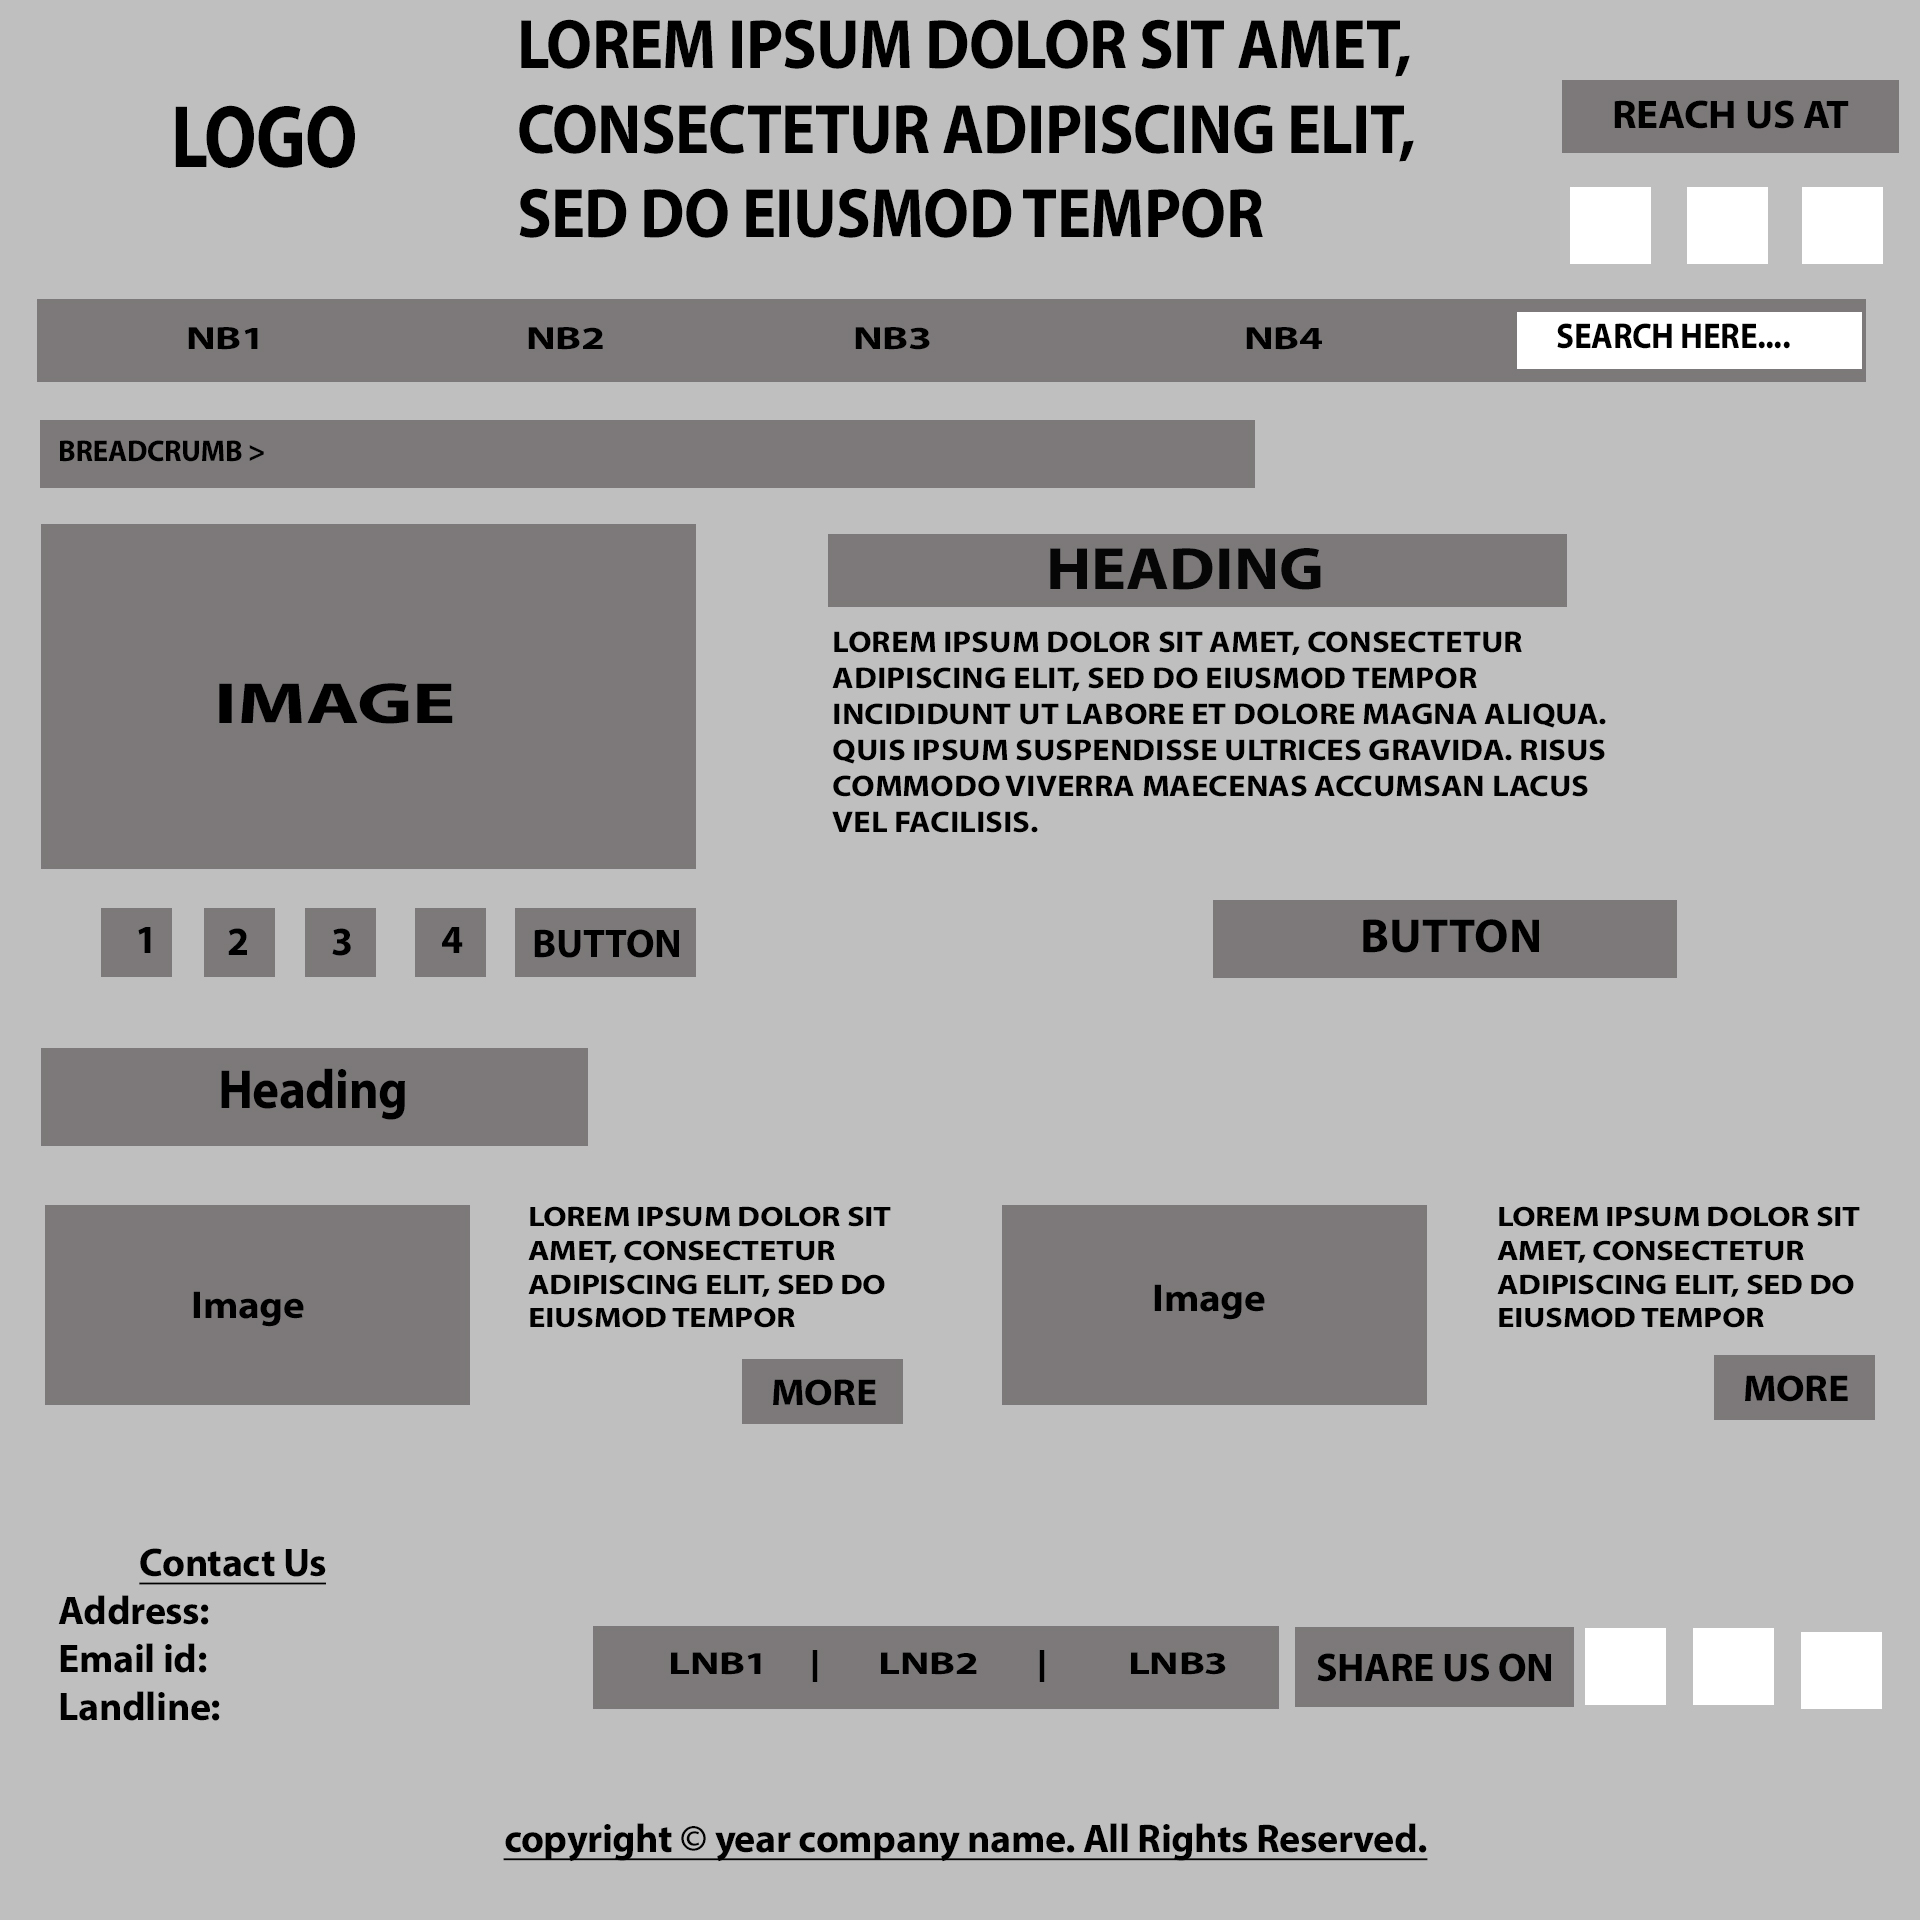 LOGO
LOREM IPSUM DOLOR SIT AMET,
CONSECTETUR ADIPISCING ELIT,
SED DO EIUSMOD TEMPOR
REACH US AT
NB1
NB2
NB3
NB4
SEARCH HERE....
BREADCRUMB >
IMAGE
HEADING
LOREM IPSUM DOLOR SIT AMET, CONSECTETUR
ADIPISCING ELIT, SED DO EIUSMOD TEMPOR
INCIDIDUNT UT LABORE ET DOLORE MAGNA ALIQUA.
QUIS IPSUM SUSPENDISSE ULTRICES GRAVIDA. RISUS
COMMODO VIVERRA MAECENAS ACCUMSAN LACUS
VEL FACILISIS.
1
2
3
4
BUTTON
BUTTON
Heading
Image
LOREM IPSUM DOLOR SIT
AMET, CONSECTETUR
ADIPISCING ELIT, SED DO
EIUSMOD TEMPOR
MORE
Image
LOREM IPSUM DOLOR SIT
AMET, CONSECTETUR
ADIPISCING ELIT, SED DO
EIUSMOD TEMPOR
MORE
Contact Us
Address:
Email id:
Landline:
LNB1 | LNB2 | LNB3
SHARE US ON
copyright © year company name. All Rights Reserved.